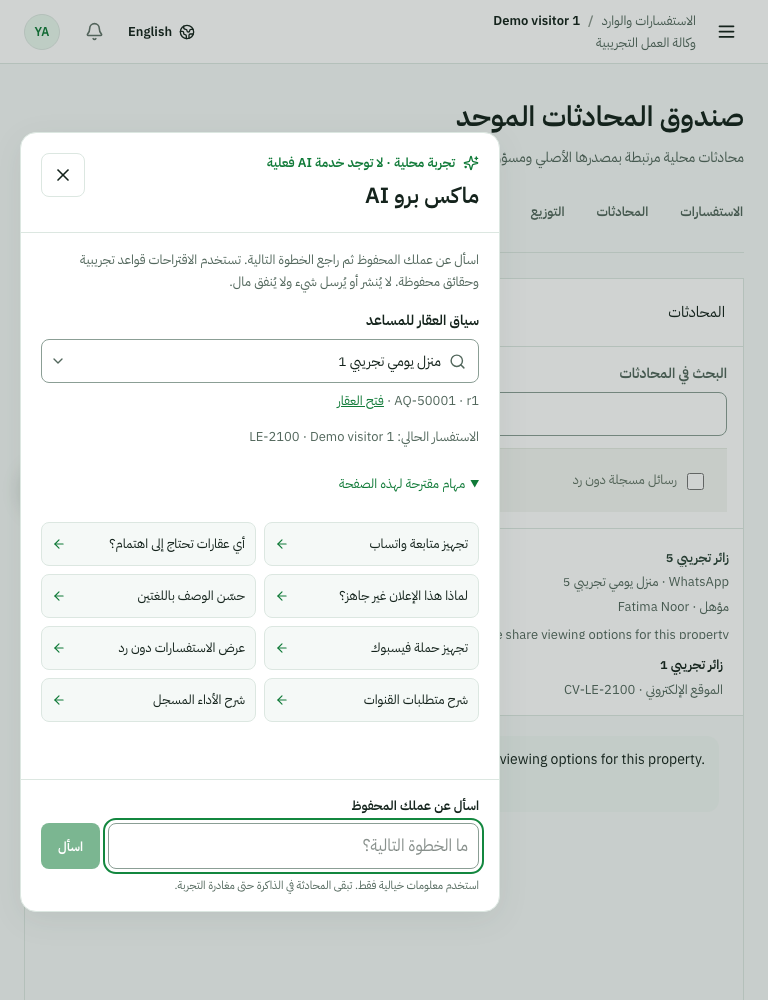 الاستفسارات والوارد / Demo visitor 1
وكالة العمل التجريبية
English
YA
صندوق المحادثات الموحد
محادثات محلية مرتبطة بمصدرها الأصلي
الاستفسارات
المحادثات
التوزيع
المحادثات
البحث في المحادثات
رسائل مسجلة دون رد
زائر تجريبي 5
WhatsApp · منزل يومي تجريبي 5
مؤهل · Fatima Noor
share viewing options for this property
زائر تجريبي 1
الموقع الإلكتروني · CV-LE-2100
viewing options for this property.
تجربة محلية · لا توجد خدمة AI فعلية
ماكس برو AI
اسأل عن عملك المحفوظ ثم راجع الخطوة التالية. تستخدم الاقتراحات قواعد تجريبية
وحقائق محفوظة. لا يُنشر أو يُرسل شيء ولا يُنفق مال.
سياق العقار للمساعد
منزل يومي تجريبي 1
AQ-50001 · r1 · فتح العقار
الاستفسار الحالي: LE-2100 · Demo visitor 1
▼ مهام مقترحة لهذه الصفحة
تجهيز متابعة واتساب
أي عقارات تحتاج إلى اهتمام؟
لماذا هذا الإعلان غير جاهز؟
حسّن الوصف باللغتين
تجهيز حملة فيسبوك
عرض الاستفسارات دون رد
شرح متطلبات القنوات
شرح الأداء المسجل
اسأل عن عملك المحفوظ
ما الخطوة التالية؟
اسأل
استخدم معلومات خيالية فقط. تبقى المحادثة في الذاكرة حتى مغادرة التجربة.